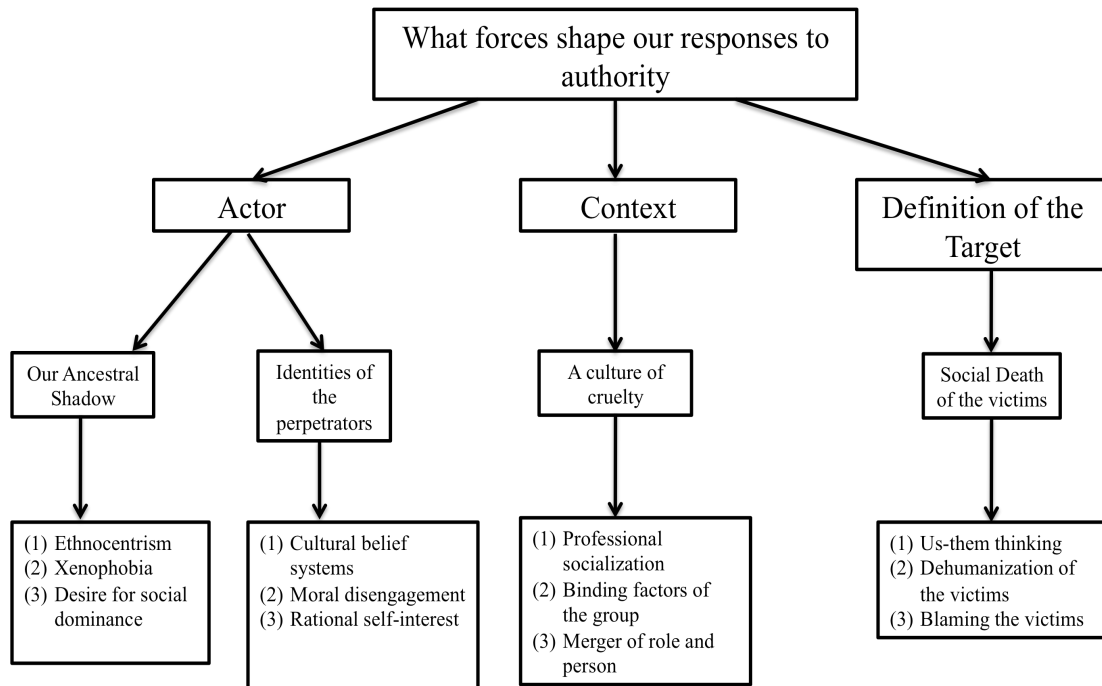 What forces shape our responses to
authority
Actor
Context
Definition of the
Target
Our Ancestral
Shadow
Identities of
the
perpetrators
A culture of
cruelty
Social Death
of the victims
(1) Ethnocentrism
(2) Xenophobia
(3) Desire for social
dominance
(1) Cultural belief
systems
(2) Moral disengagement
(3) Rational self-interest
(1) Professional
socialization
(2) Binding factors of
the group
(3) Merger of role and
person
(1) Us-them thinking
(2) Dehumanization of
the victims
(3) Blaming the victims